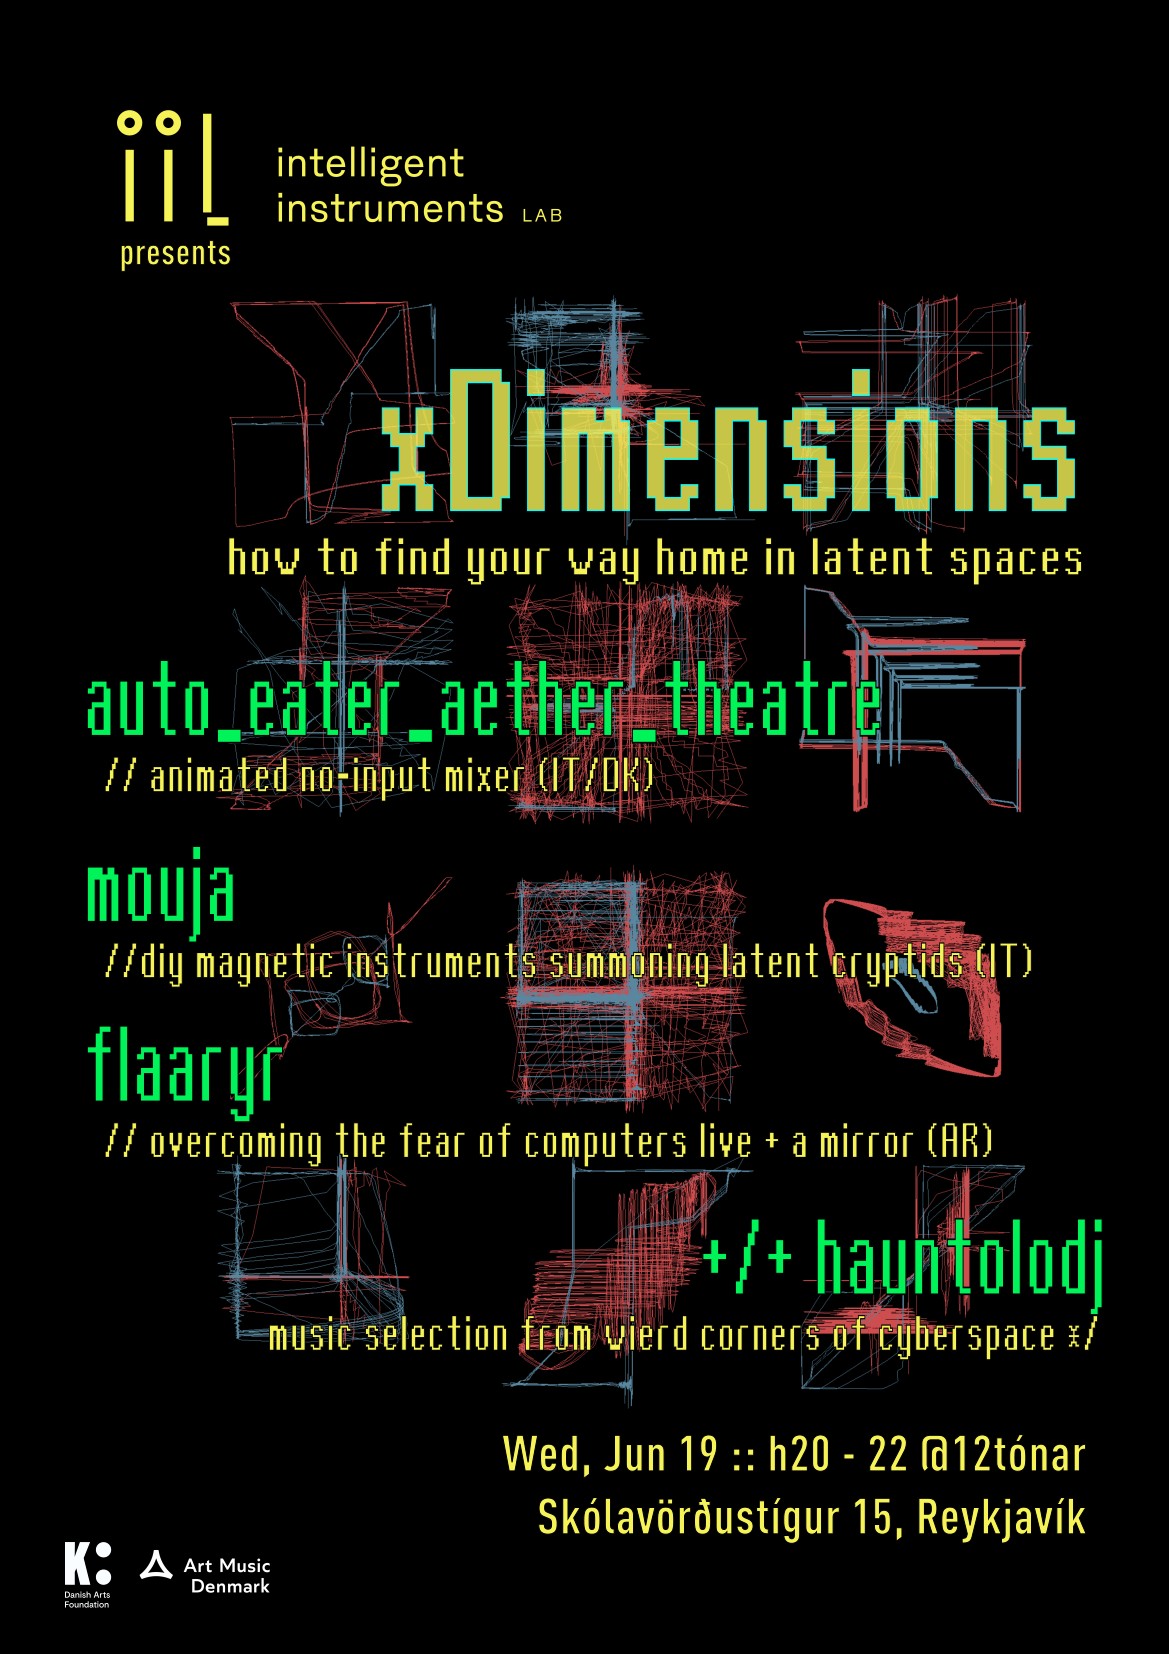 iil
intelligent
instruments LAB
presents
xDimensions
how to find your way home in latent spaces
auto_eater_aether_theatre
// animated no-input mixer (IT/DK)
mouja
//diy magnetic instruments summoning latent cryptids (IT)
flaaryr
// overcoming the fear of computers live + a mirror (AR)
+/+ hauntolodj
music selection from wierd corners of cyberspace :x/
Wed, Jun 19 :: h20 - 22 @12tónar
Skólavörðustígur 15, Reykjavík
K:
Danish Arts
Foundation
Art Music
Denmark